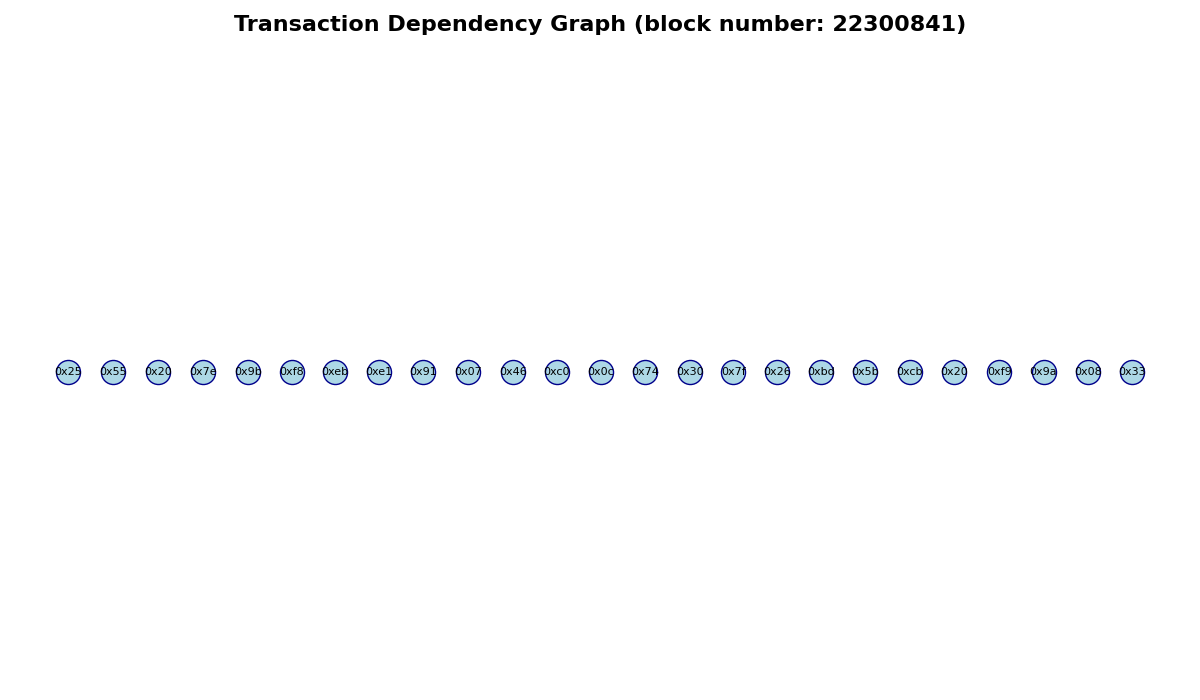 Transaction Dependency Graph (block number: 22300841)
0x25 0x55 0x20 0x7e 0x9b 0xf8 0xeb 0xe1 0x91 0x07 0x46 0xc0 0x0c 0x74 0x30 0x7f 0x26 0xbd 0x5b 0xcb 0x20 0xf9 0x9a 0x08 0x33